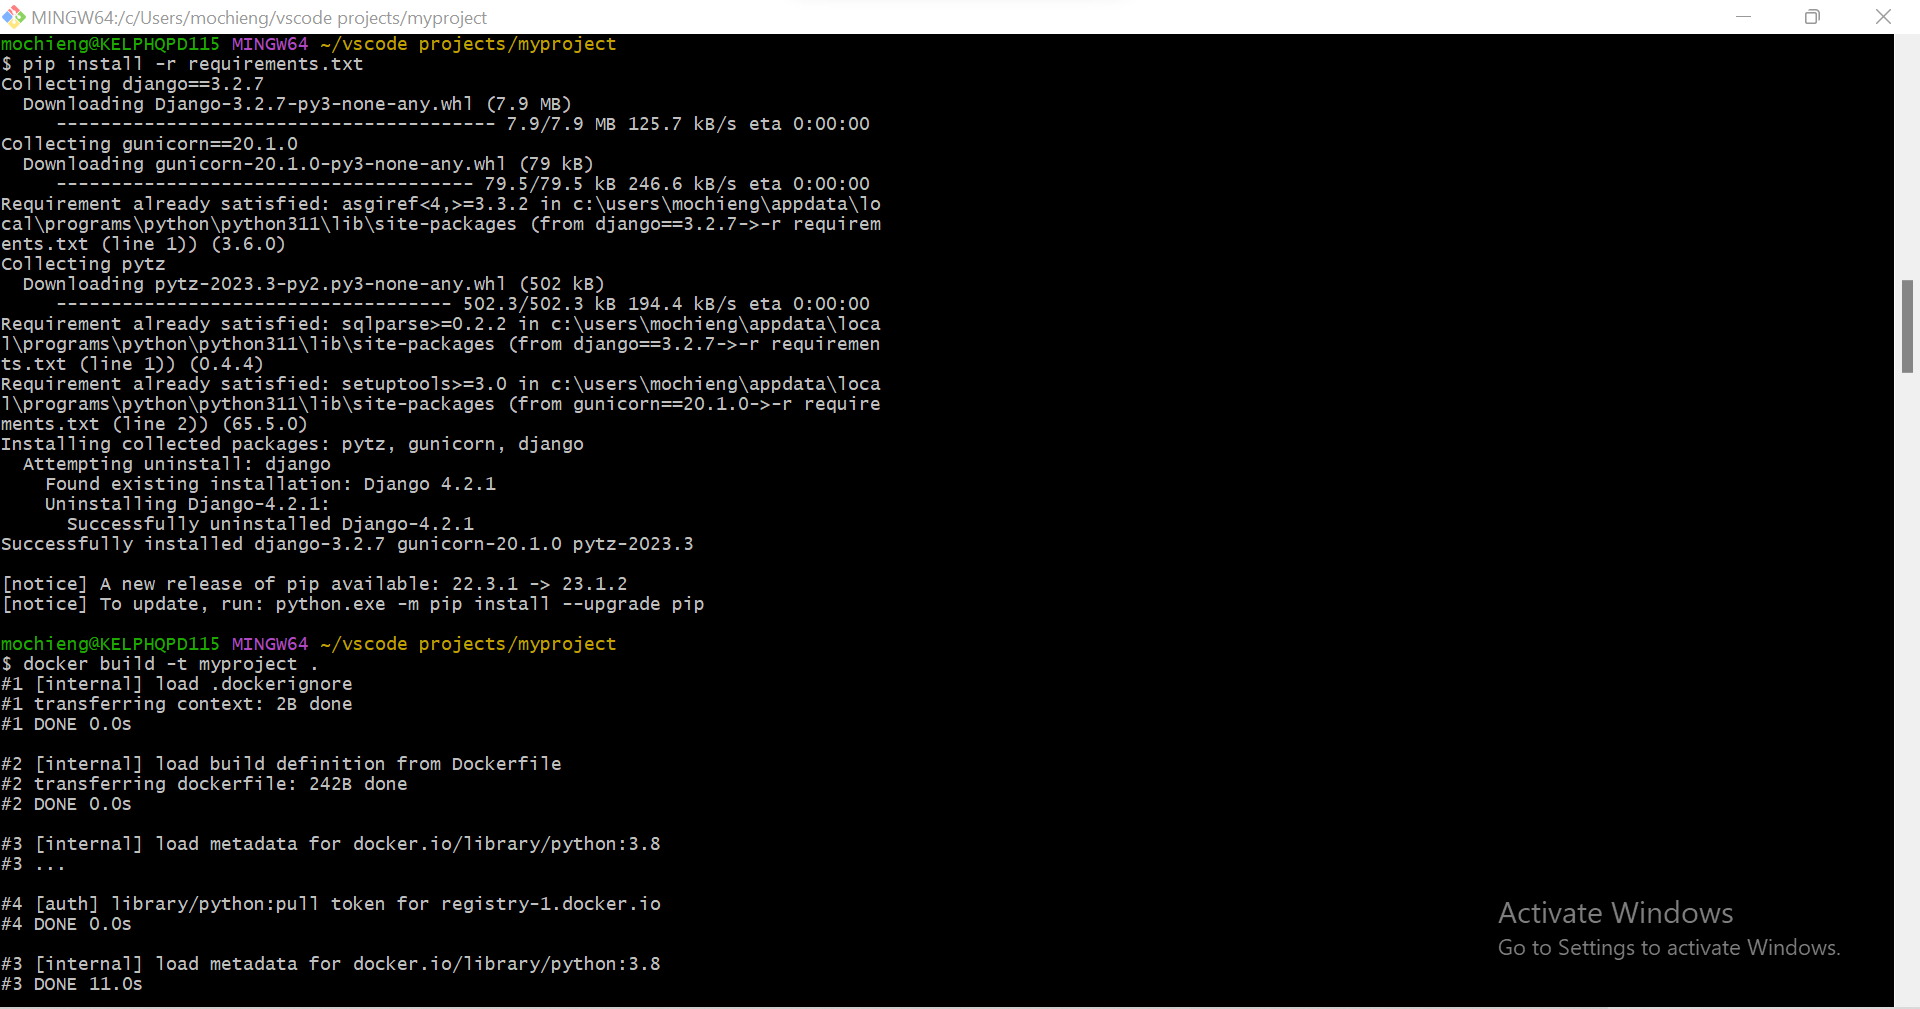 MINGW64:/c/Users/mochieng/vscode projects/myproject
mochieng@KELPHQPD115 MINGW64 ~/vscode projects/myproject
$ pip install -r requirements.txt
Collecting django==3.2.7
  Downloading Django-3.2.7-py3-none-any.whl (7.9 MB)
     ---------------------------------------- 7.9/7.9 MB 125.7 kB/s eta 0:00:00
Collecting gunicorn==20.1.0
  Downloading gunicorn-20.1.0-py3-none-any.whl (79 kB)
     -------------------------------------- 79.5/79.5 kB 246.6 kB/s eta 0:00:00
Requirement already satisfied: asgiref<4,>=3.3.2 in c:\users\mochieng\appdata\lo
cal\programs\python\python311\lib\site-packages (from django==3.2.7->-r requirem
ents.txt (line 1)) (3.6.0)
Collecting pytz
  Downloading pytz-2023.3-py2.py3-none-any.whl (502 kB)
     ------------------------------------ 502.3/502.3 kB 194.4 kB/s eta 0:00:00
Requirement already satisfied: sqlparse>=0.2.2 in c:\users\mochieng\appdata\loca
l\programs\python\python311\lib\site-packages (from django==3.2.7->-r requiremen
ts.txt (line 1)) (0.4.4)
Requirement already satisfied: setuptools>=3.0 in c:\users\mochieng\appdata\loca
l\programs\python\python311\lib\site-packages (from gunicorn==20.1.0->-r require
ments.txt (line 2)) (65.5.0)
Installing collected packages: pytz, gunicorn, django
  Attempting uninstall: django
    Found existing installation: Django 4.2.1
    Uninstalling Django-4.2.1:
      Successfully uninstalled Django-4.2.1
Successfully installed django-3.2.7 gunicorn-20.1.0 pytz-2023.3
[notice] A new release of pip available: 22.3.1 -> 23.1.2
[notice] To update, run: python.exe -m pip install --upgrade pip
mochieng@KELPHQPD115 MINGW64 ~/vscode projects/myproject
$ docker build -t myproject .
#1 [internal] load .dockerignore
#1 transferring context: 2B done
#1 DONE 0.0s
#2 [internal] load build definition from Dockerfile
#2 transferring dockerfile: 242B done
#2 DONE 0.0s
#3 [internal] load metadata for docker.io/library/python:3.8
#3 ...
#4 [auth] library/python:pull token for registry-1.docker.io
#4 DONE 0.0s
#3 [internal] load metadata for docker.io/library/python:3.8
#3 DONE 11.0s
Activate Windows
Go to Settings to activate Windows.